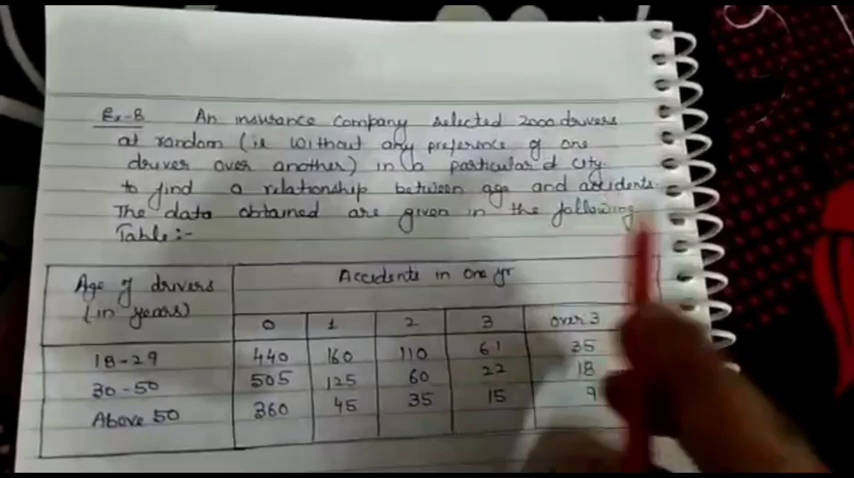 Ex-8 An insurance company selected 2000 drivers
at random (ie without any preference of one
driver over another) in a particular d city.
to find a relationship between age and accidents.
The data obtained are given in the following
Table:-
Age of drivers (in years) Accidents in one yr
0 1 2 3 over 3
18-29 440 160 110 61 35
30-50 505 125 60 22 18
Above 50 360 45 35 15 9